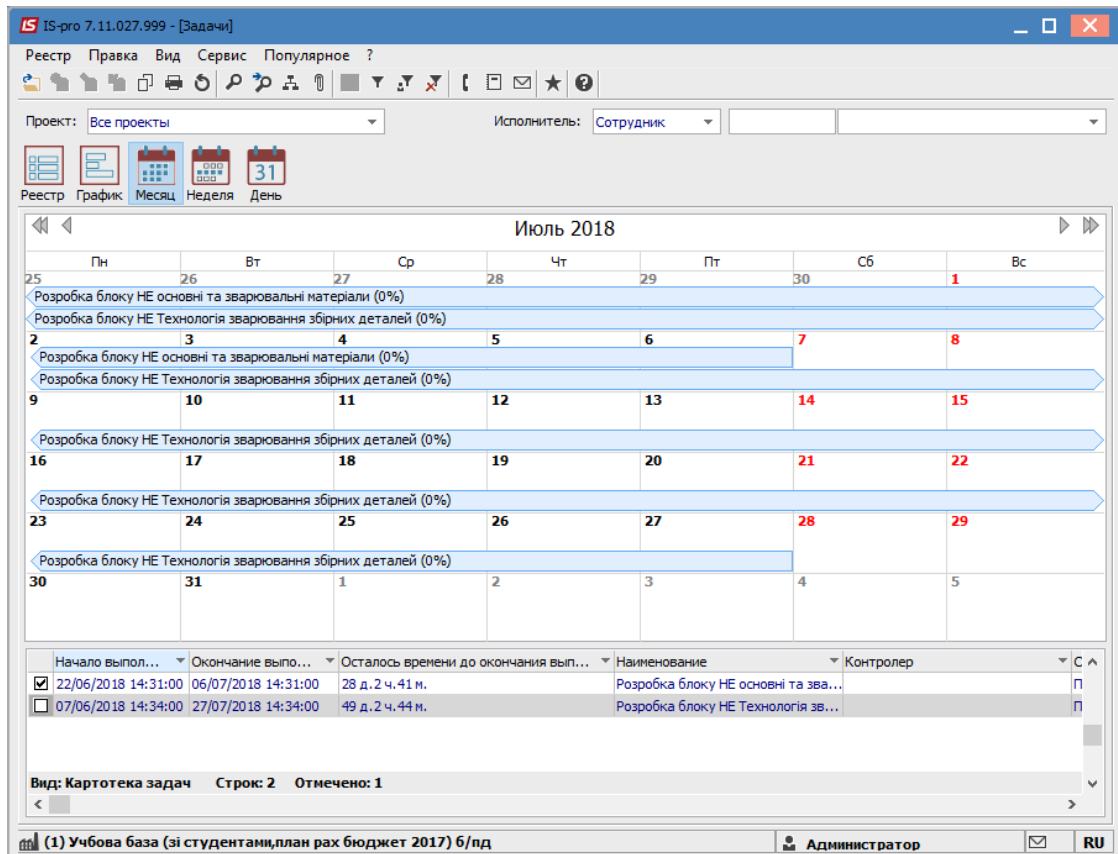 IS-pro 7.11.027.999 - [Задачи]
Реестр Правка Вид Сервис Популярное ?
Проект: Все проекты Исполнитель: Сотрудник
31
Реестр График Месяц Неделя День
Июль 2018
Пн Вт Ср Чт Пт Сб Вс
25 26 27 28 29 30 1
Розробка блоку НЕ основні та зварювальні матеріали (0%)
Розробка блоку НЕ Технологія зварювання збірних деталей (0%)
2 3 4 5 6 7 8
Розробка блоку НЕ основні та зварювальні матеріали (0%)
Розробка блоку НЕ Технологія зварювання збірних деталей (0%)
9 10 11 12 13 14 15
Розробка блоку НЕ Технологія зварювання збірних деталей (0%)
16 17 18 19 20 21 22
Розробка блоку НЕ Технологія зварювання збірних деталей (0%)
23 24 25 26 27 28 29
Розробка блоку НЕ Технологія зварювання збірних деталей (0%)
30 31 1 2 3 4 5
Начало выпол... Окончание выпо... Осталось времени до окончания вып... Наименование Контролер С
22/06/2018 14:31:00 06/07/2018 14:31:00 28 д. 2 ч. 41 м. Розробка блоку НЕ основні та зва... П
07/06/2018 14:34:00 27/07/2018 14:34:00 49 д. 2 ч. 44 м. Розробка блоку НЕ Технологія зв... П
Вид: Картотека задач Строк: 2 Отмечено: 1
(1) Учбова база (зі студентами,план рах бюджет 2017) б/пд Администратор RU